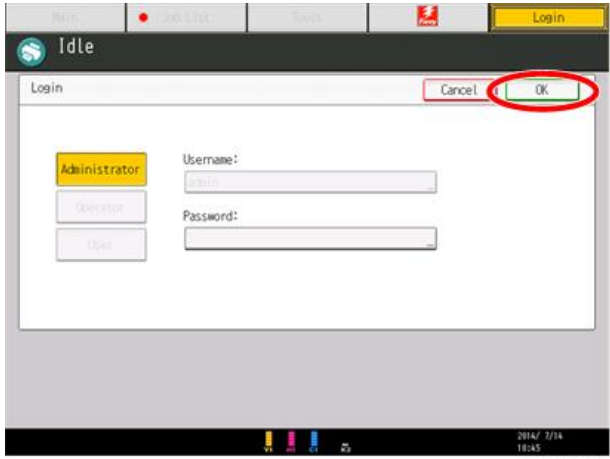 Main
Job List
Tools
Fiery
Login
Idle
Login
Cancel
OK
Administrator
Username:
admin
Operator
Password:
User
2014/ 7/14
10:45